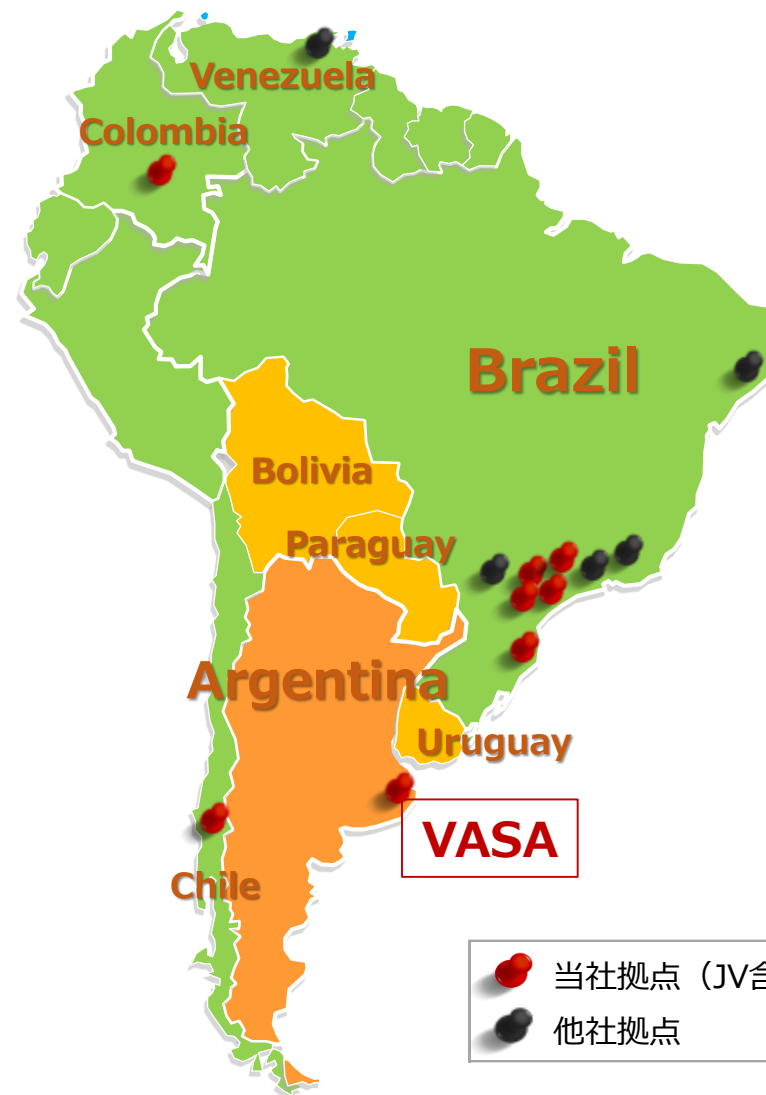 Venezuela
Colombia
Brazil
Bolivia
Paraguay
Argentina
Uruguay
VASA
Chile
当社拠点（JV含
他社拠点